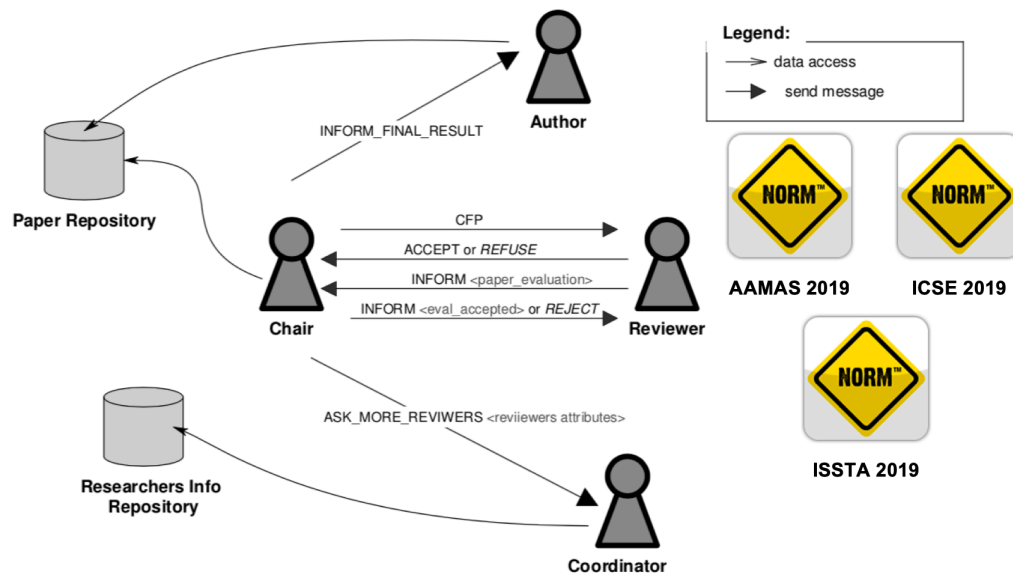 Legend:
data access
send message
Author
INFORM_FINAL_RESULT
Paper Repository
NORM™
NORM™
CFP
ACCEPT or REFUSE
INFORM <paper_evaluation>
INFORM <eval_accepted> or REJECT
Chair
Reviewer
AAMAS 2019
ICSE 2019
NORM™
ASK_MORE_REVIWERS <reviiewers attributes>
ISSTA 2019
Researchers Info
Repository
Coordinator